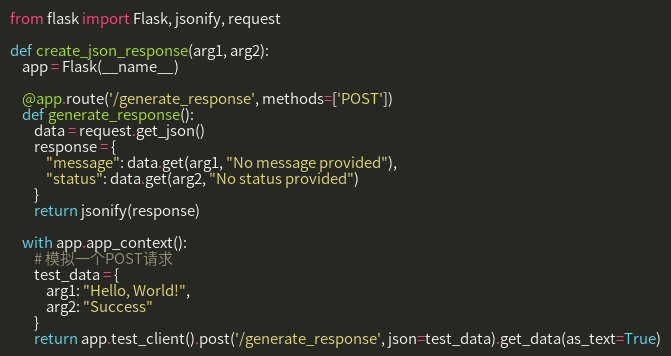 from flask import Flask, jsonify, request
def create_json_response(arg1, arg2):
app = Flask(__name__)
@app.route('/generate_response', methods=['POST'])
def generate_response():
data = request.get_json()
response = {
"message": data.get(arg1, "No message provided"),
"status": data.get(arg2, "No status provided")
}
return jsonify(response)
with app.app_context():
# 模拟一个POST请求
test_data = {
arg1: "Hello, World!",
arg2: "Success"
}
return app.test_client().post('/generate_response', json=test_data).get_data(as_text=True)